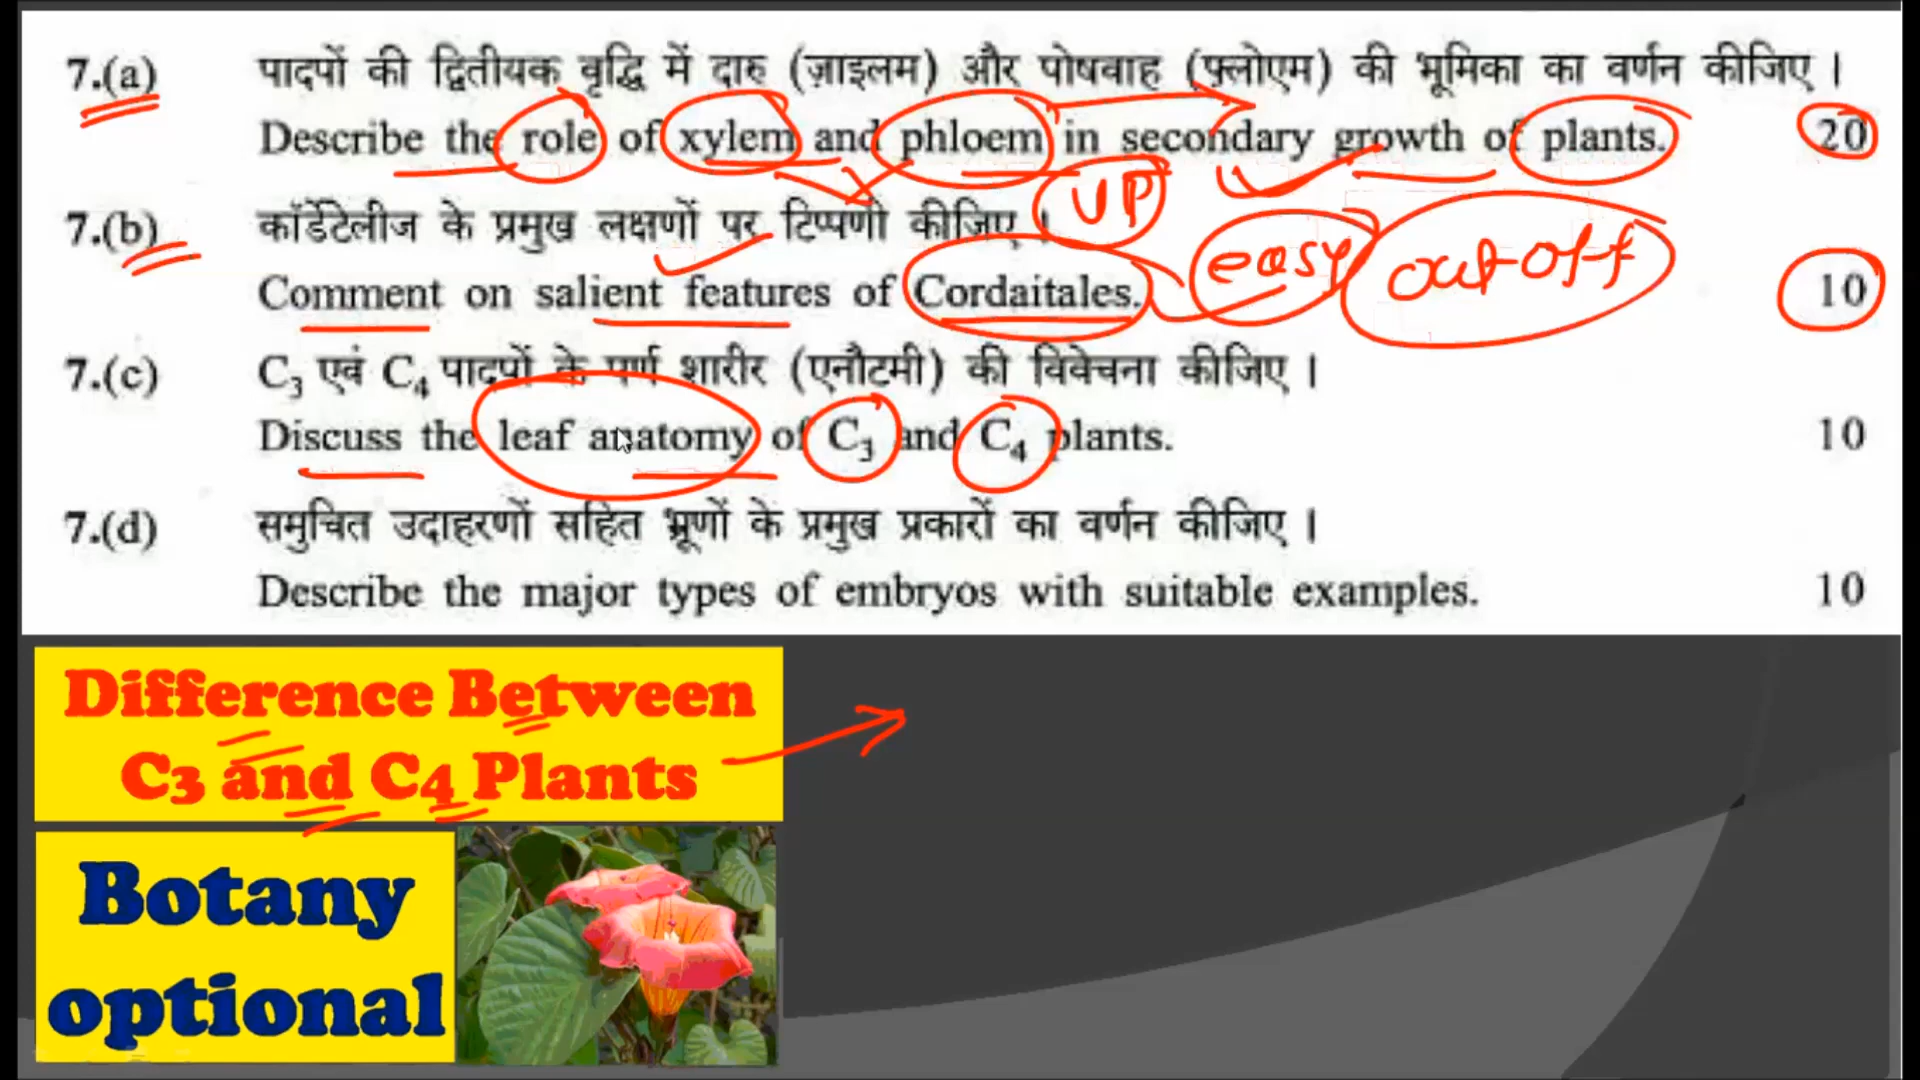 7.(a) पादपों की द्वितीयक वृद्धि में दारु (ज़ाइलम) और पोषवाह (फ़्लोएम) की भूमिका का वर्णन कीजिए ।
Describe the role of xylem and phloem in secondary growth of plants. 20
UP
7.(b) कॉर्डेटेलीज के प्रमुख लक्षणों पर टिप्पणी कीजिए ।
easy out off
Comment on salient features of Cordaitales. 10
7.(c) C₃ एवं C₄ पादपों के पर्ण शारीर (एनौटमी) की विवेचना कीजिए ।
Discuss the leaf anatomy of C₃ and C₄ plants. 10
7.(d) समुचित उदाहरणों सहित भ्रूणों के प्रमुख प्रकारों का वर्णन कीजिए ।
Describe the major types of embryos with suitable examples. 10
Difference Between
C3 and C4 Plants
Botany
optional